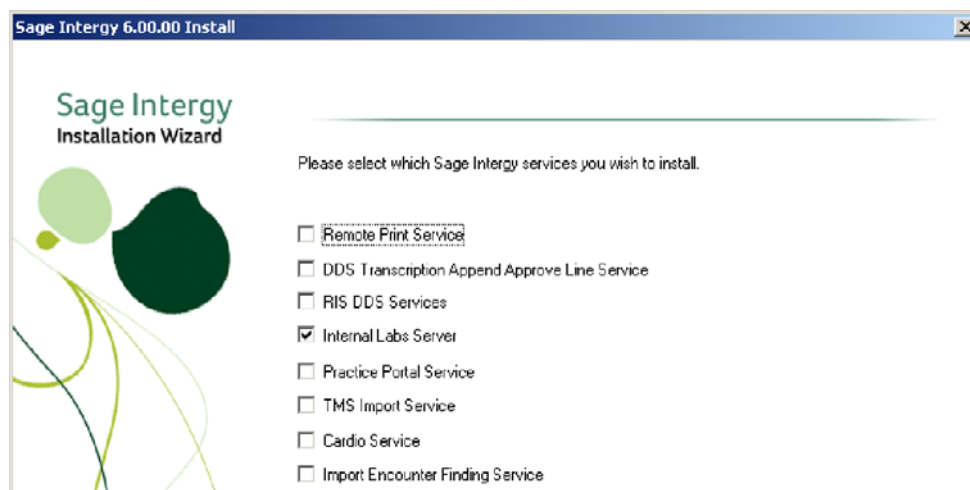 Sage Intergy 6.00.00 Install
Sage Intergy
Installation Wizard
Please select which Sage Intergy services you wish to install.
Remote Print Service
DDS Transcription Append Approve Line Service
RIS DDS Services
Internal Labs Server
Practice Portal Service
TMS Import Service
Cardio Service
Import Encounter Finding Service